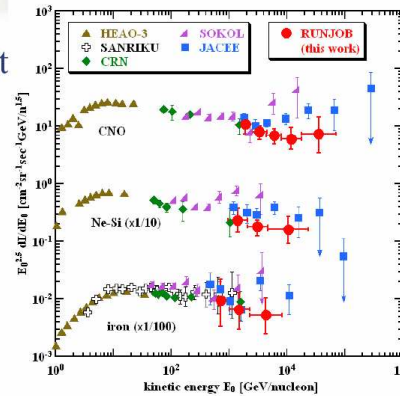 t
HEAO-3
SANRIKU
CRN
SOKOL
JACEE
RUNJOB
(this work)
E₀^2.5 dJ/dE₀ [cm⁻²sr⁻¹sec⁻¹GeV/n^1.5]
10³
10²
10¹
10⁰
10⁻¹
10⁻²
10⁻³
CNO
Ne-Si (x1/10)
iron (x1/100)
10⁰
10²
10⁴
kinetic energy E₀ [GeV/nucleon]